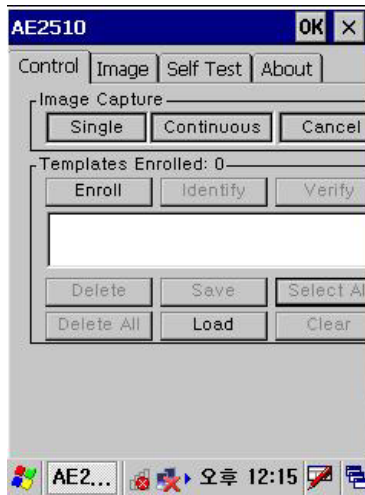 AE2510 OK ×
Control Image Self Test About
Image Capture
Single Continuous Cancel
Templates Enrolled: 0
Enroll Identify Verify
Delete Save Select Al
Delete All Load Clear
AE2... 오후 12:15